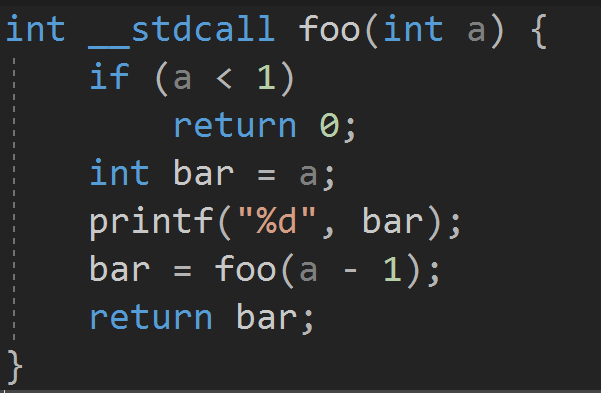 int __stdcall foo(int a) {
    if (a < 1)
        return 0;
    int bar = a;
    printf("%d", bar);
    bar = foo(a - 1);
    return bar;
}